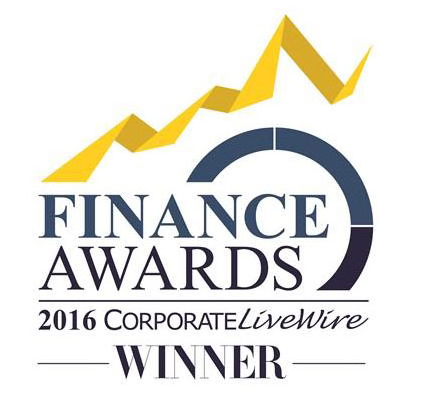 FINANCE
AWARDS
2016 CORPORATE LiveWire
WINNER